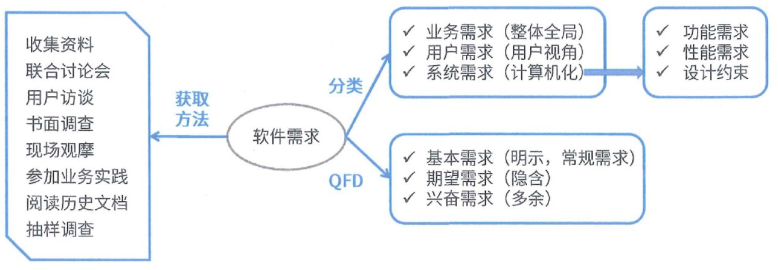 收集资料
联合讨论会
用户访谈
书面调查
现场观摩
参加业务实践
阅读历史文档
抽样调查
获取
方法
软件需求
分类
QFD
✓ 业务需求（整体全局）
✓ 用户需求（用户视角）
✓ 系统需求（计算机化）
✓ 功能需求
✓ 性能需求
✓ 设计约束
✓ 基本需求（明示，常规需求）
✓ 期望需求（隐含）
✓ 兴奋需求（多余）